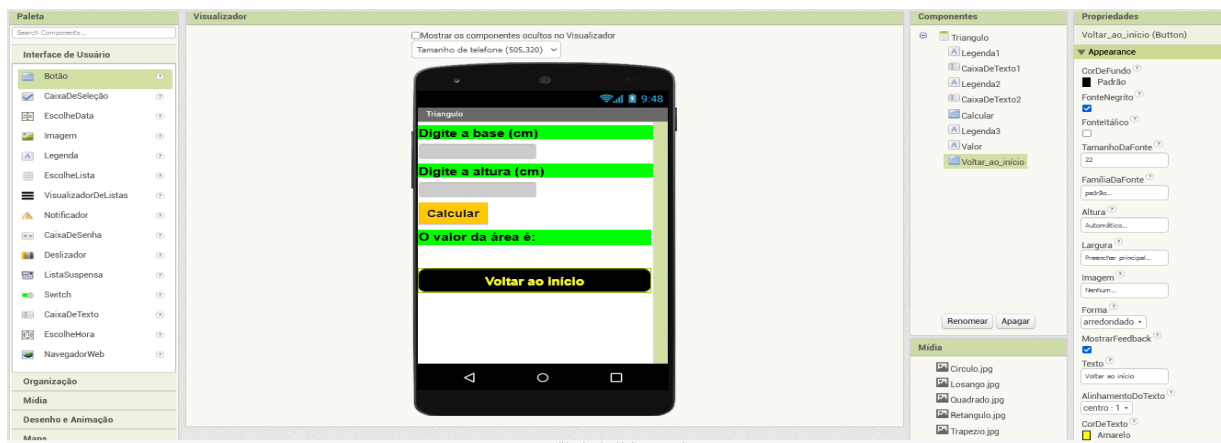 Paleta
Search Components...
Interface de Usuário
Botão
CaixaDeSeleção
EscolheData
Imagem
Legenda
EscolheLista
VisualizadorDeListas
Notificador
CaixaDeSenha
Deslizador
ListaSuspensa
Switch
CaixaDeTexto
EscolheHora
NavegadorWeb
Organização
Mídia
Desenho e Animação
Maps
Visualizador
Mostrar os componentes ocultos no Visualizador
Tamanho de telefone (505,320)
9:48
Triangulo
Digite a base (cm)
Digite a altura (cm)
Calcular
O valor da área é:
Voltar ao início
Componentes
Triangulo
Legenda1
CaixaDeTexto1
Legenda2
CaixaDeTexto2
Calcular
Legenda3
Valor
Voltar_ao_início
Renomear Apagar
Mídia
Circulo.jpg
Losango.jpg
Quadrado.jpg
Retangulo.jpg
Trapezio.jpg
Propriedades
Voltar_ao_início (Button)
Appearance
CorDeFundo
Padrão
FonteNegrito
FonteItálico
TamanhoDaFonte
22
FamíliaDaFonte
padrão...
Altura
Automático...
Largura
Preencher principal...
Imagem
Nenhum...
Forma
arredondado
MostrarFeedback
Texto
Voltar ao início
AlinhamentoDoTexto
centro : 1
CorDeTexto
Amarelo